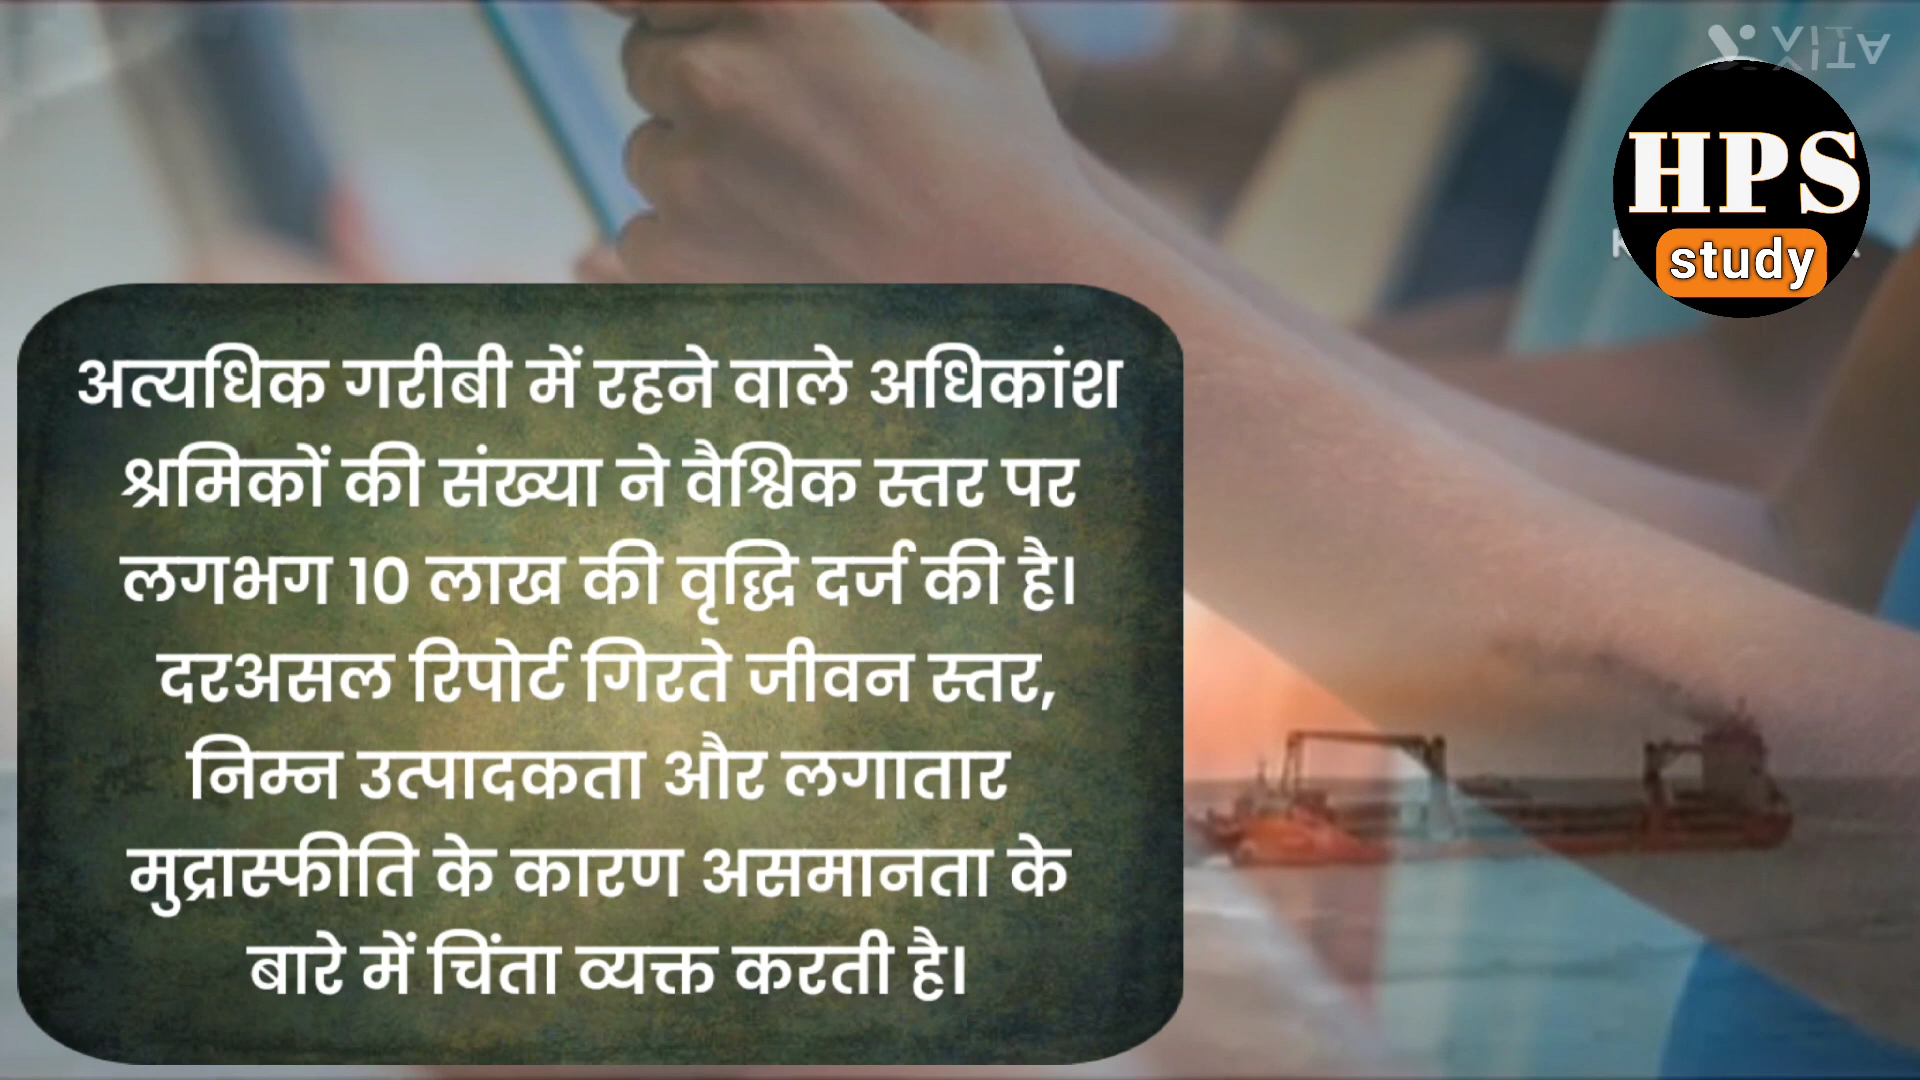 VITA
HPS
study
अत्यधिक गरीबी में रहने वाले अधिकांश
श्रमिकों की संख्या ने वैश्विक स्तर पर
लगभग 10 लाख की वृद्धि दर्ज की है।
दरअसल रिपोर्ट गिरते जीवन स्तर,
निम्न उत्पादकता और लगातार
मुद्रास्फीति के कारण असमानता के
बारे में चिंता व्यक्त करती है।